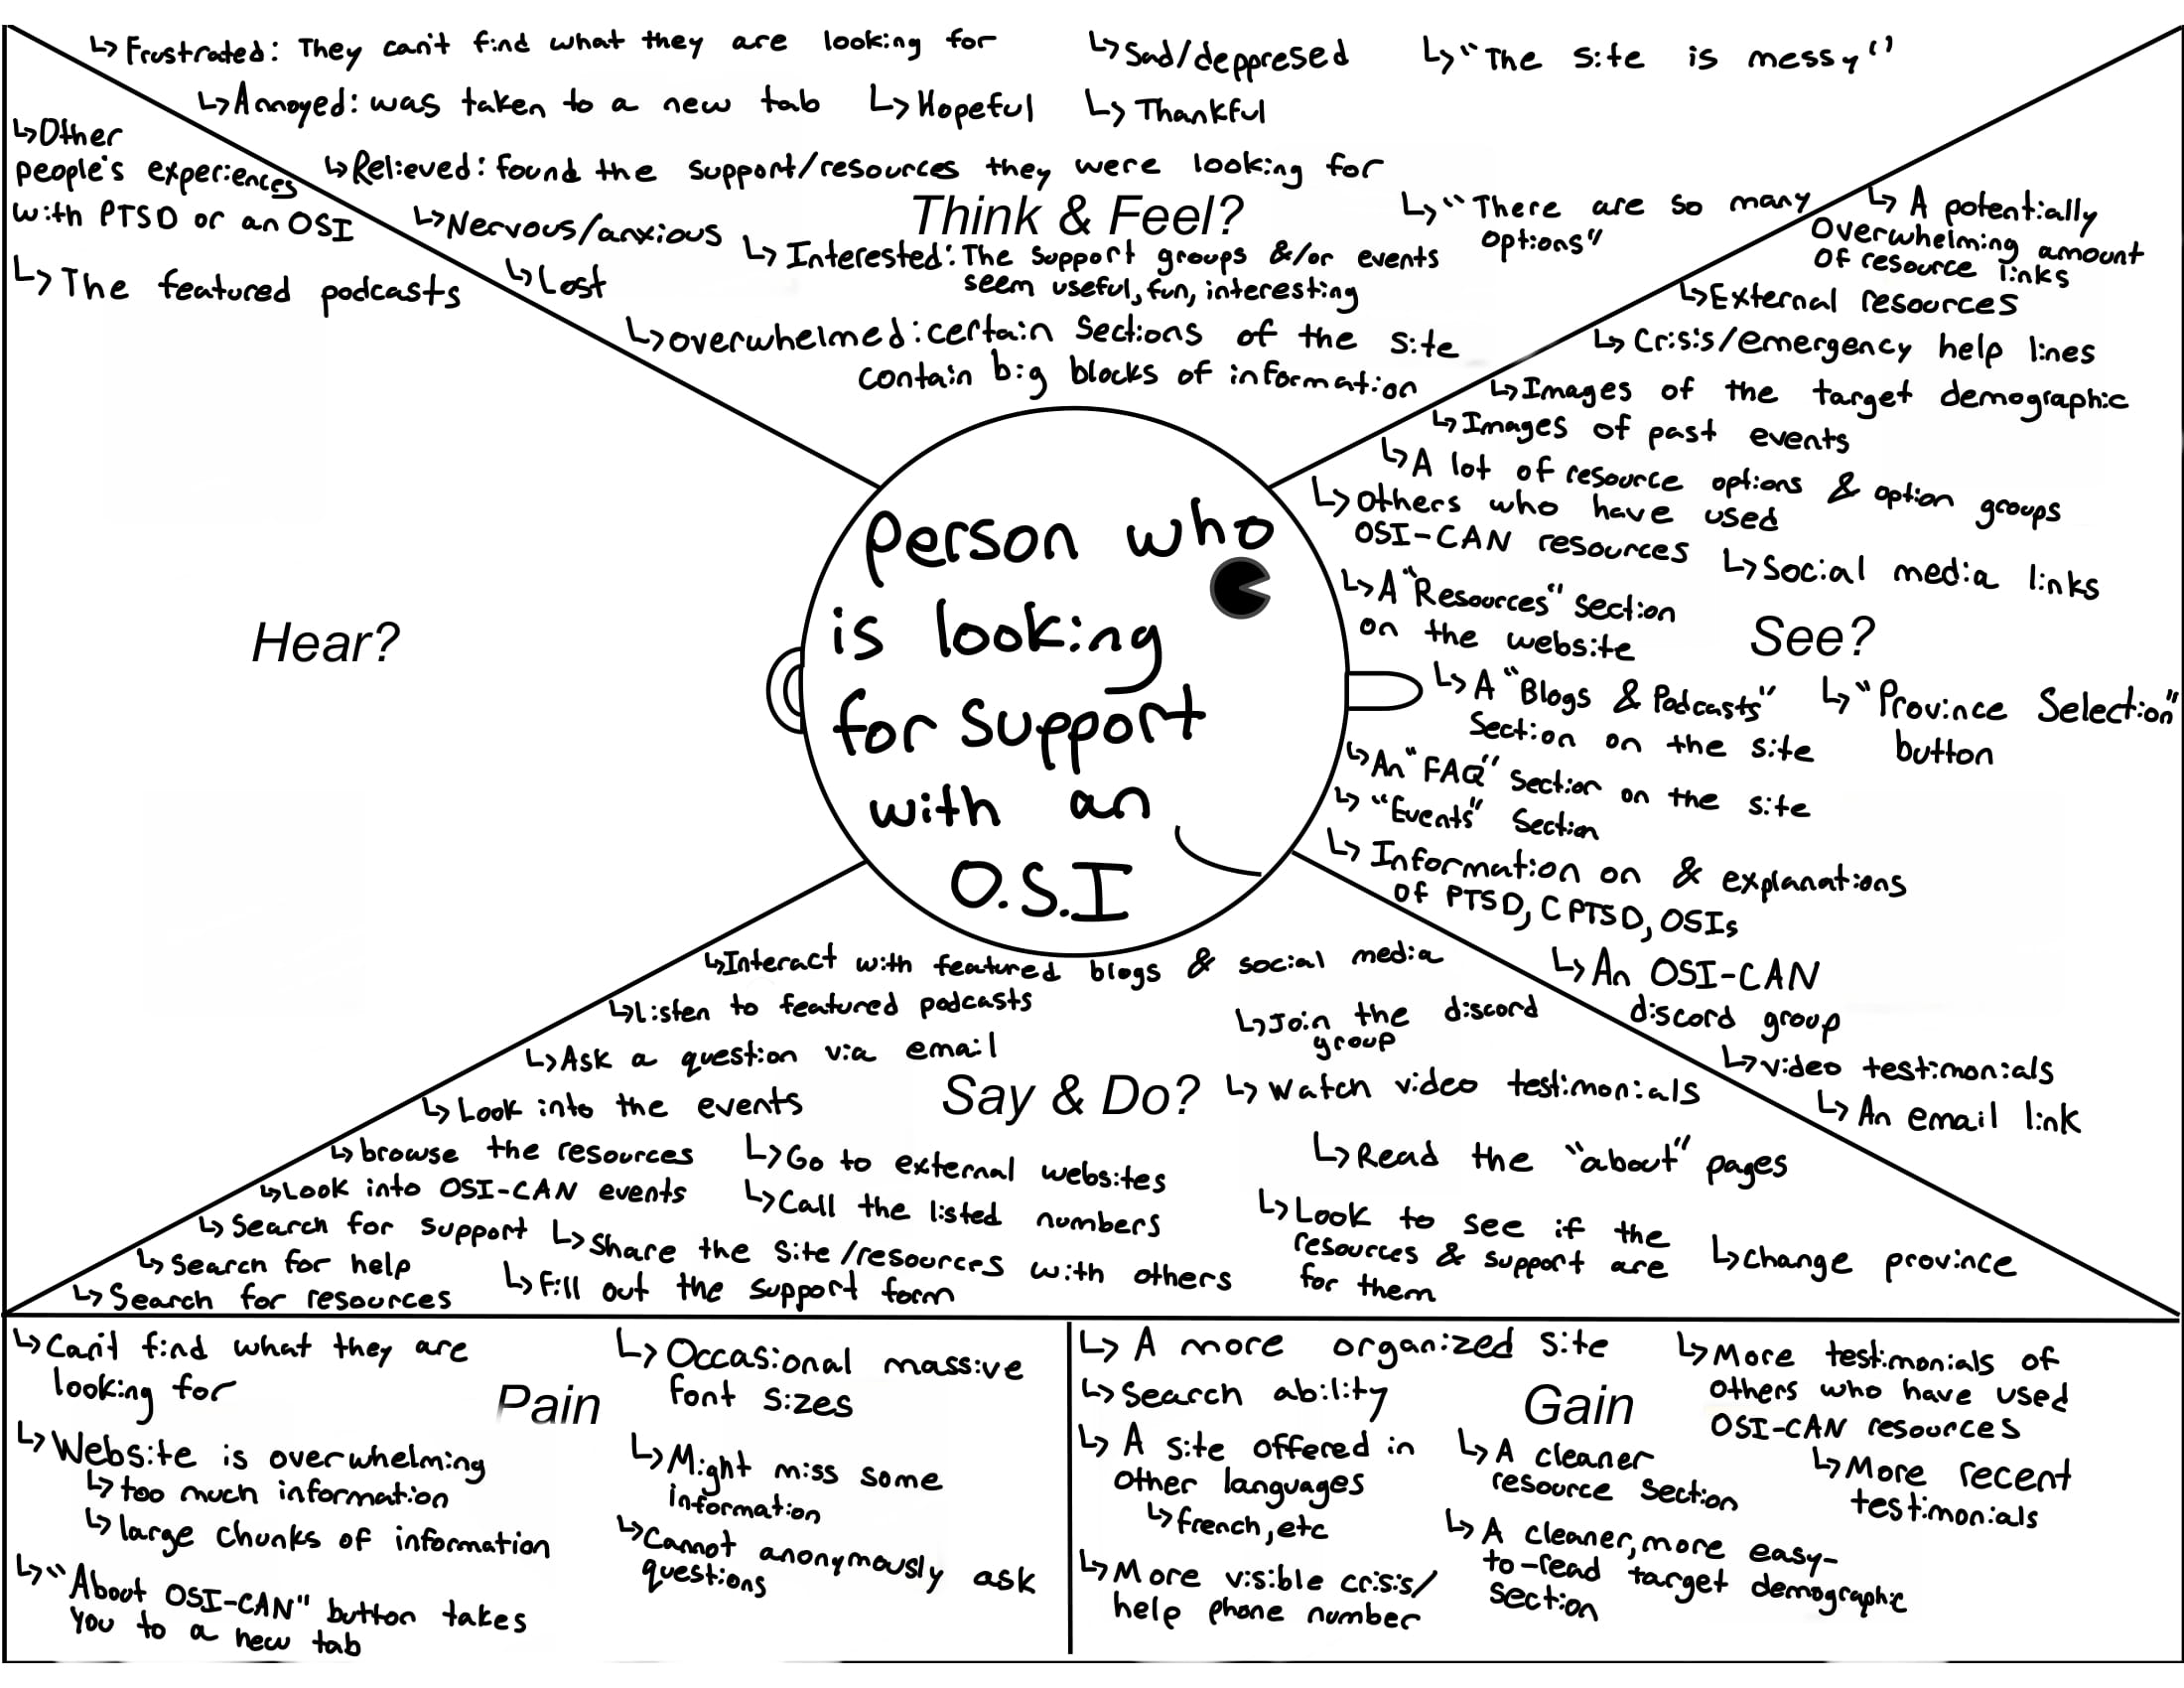 ↳Frustrated: They can't find what they are looking for
↳Sad/deppresed
↳"The site is messy"
↳Annoyed: was taken to a new tab
↳Hopeful
↳Thankful
↳Relieved: found the support/resources they were looking for
Think & Feel?
↳Nervous/anxious
↳Interested: The support groups &/or events
seem useful, fun, interesting
↳"There are so many
options"
↳Lost
↳overwhelmed: certain sections of the site
contain big blocks of information
↳Other
people's experiences
with PTSD or an OSI
↳The featured podcasts
Hear?
person who
is looking
for support
with an
O.S.I
↳A potentially
overwhelming amount
of resource links
↳External resources
↳Crisis/emergency help lines
↳Images of the target demographic
↳Images of past events
↳A lot of resource options & option groups
↳others who have used
OSI-CAN resources
↳Social media links
↳A "Resources" section
on the website
See?
↳A "Blogs & Podcasts"
Section on the site
↳"Province Selection"
button
↳An "FAQ" section on the site
↳"Events" Section
↳Information on & explanations
of PTSD, CPTSD, OSIs
↳An OSI-CAN
discord group
↳video testimonials
↳An email link
↳Interact with featured blogs & social media
↳Listen to featured podcasts
↳Join the discord
group
↳Ask a question via email
Say & Do?
↳Watch video testimonials
↳Look into the events
↳browse the resources
↳Go to external websites
↳Read the "about" pages
↳Look into OSI-CAN events
↳Call the listed numbers
↳Look to see if the
resources & support are
for them
↳Search for support
↳Share the site/resources with others
↳change province
↳Search for help
↳Fill out the support form
↳Search for resources
↳Can't find what they are
looking for
Pain
↳Website is overwhelming
↳too much information
↳large chunks of information
↳"About OSI-CAN" button takes
you to a new tab
↳Occasional massive
font sizes
↳Might miss some
information
↳Cannot anonymously ask
questions
↳A more organized site
↳Search ability
Gain
↳A site offered in
other languages
↳french, etc
↳More visible crisis/
help phone number
↳A cleaner
resource section
↳A cleaner, more easy-
to-read target demographic
section
↳More testimonials of
others who have used
OSI-CAN resources
↳More recent
testimonials